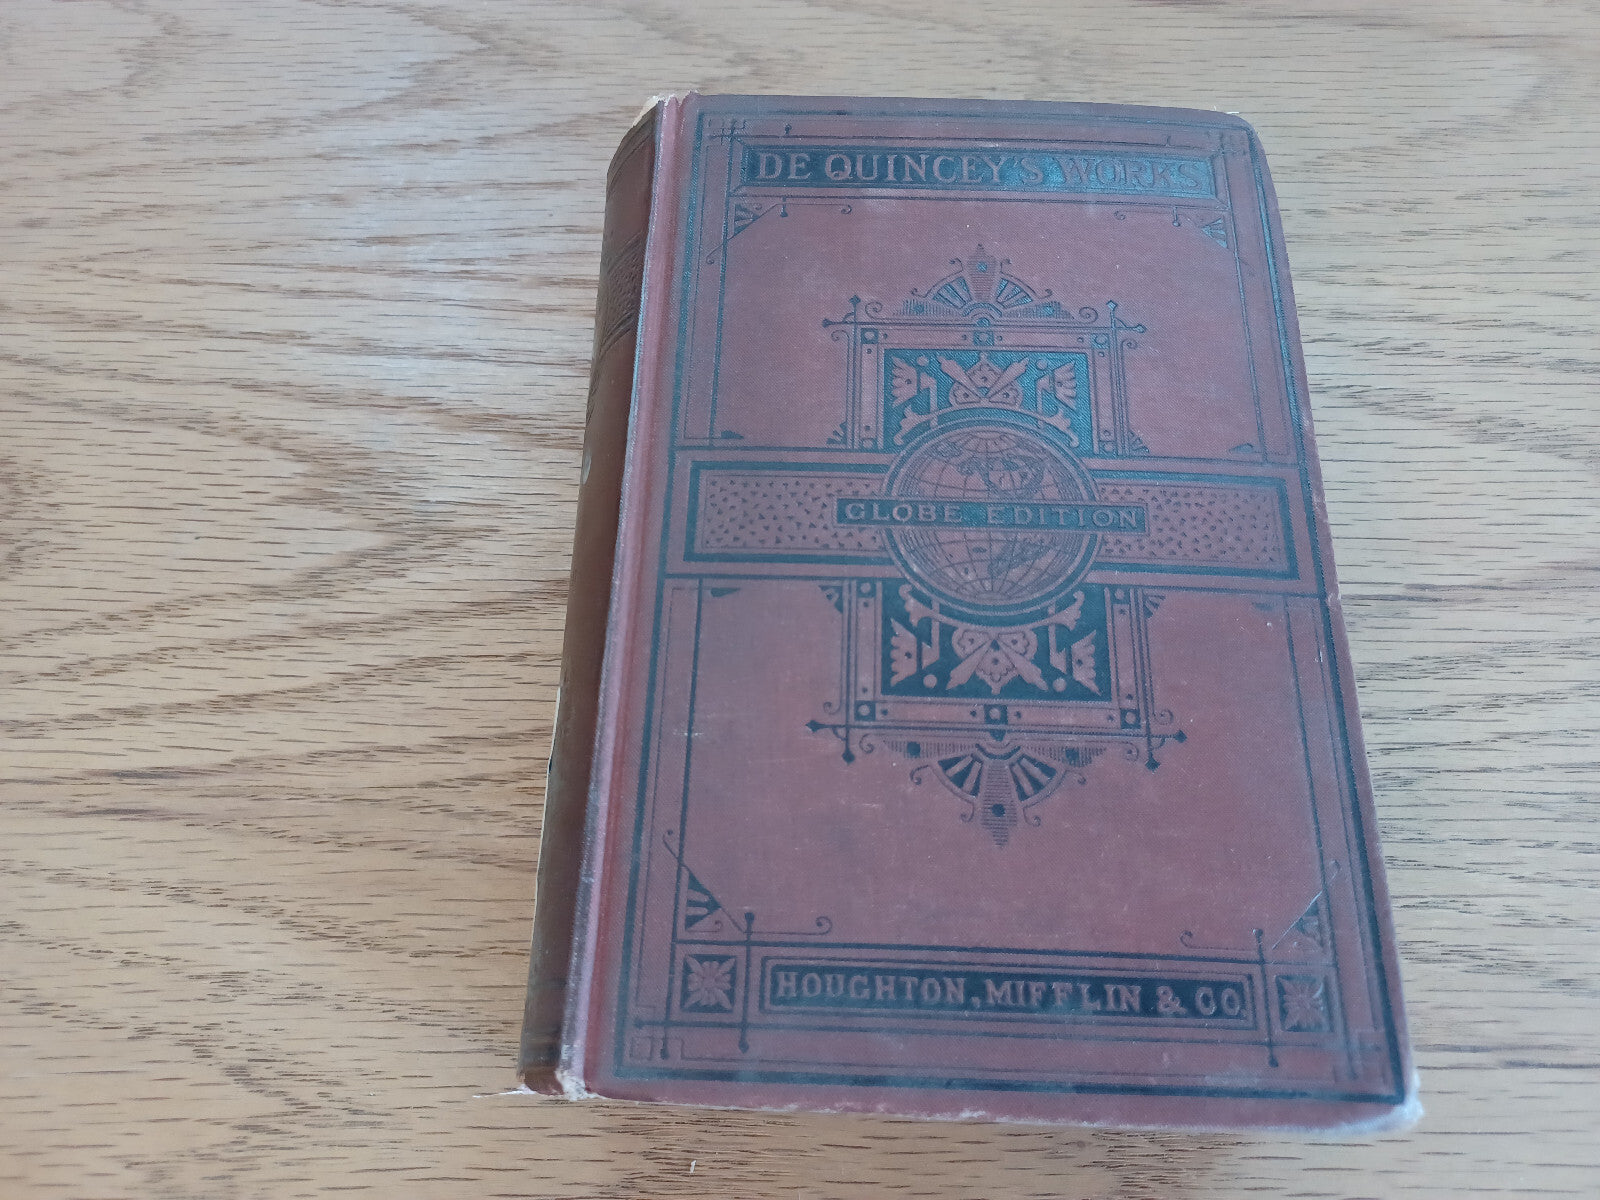 DE QUINCEY'S WORKS
GLOBE EDITION
HOUGHTON, MIFFLIN & CO